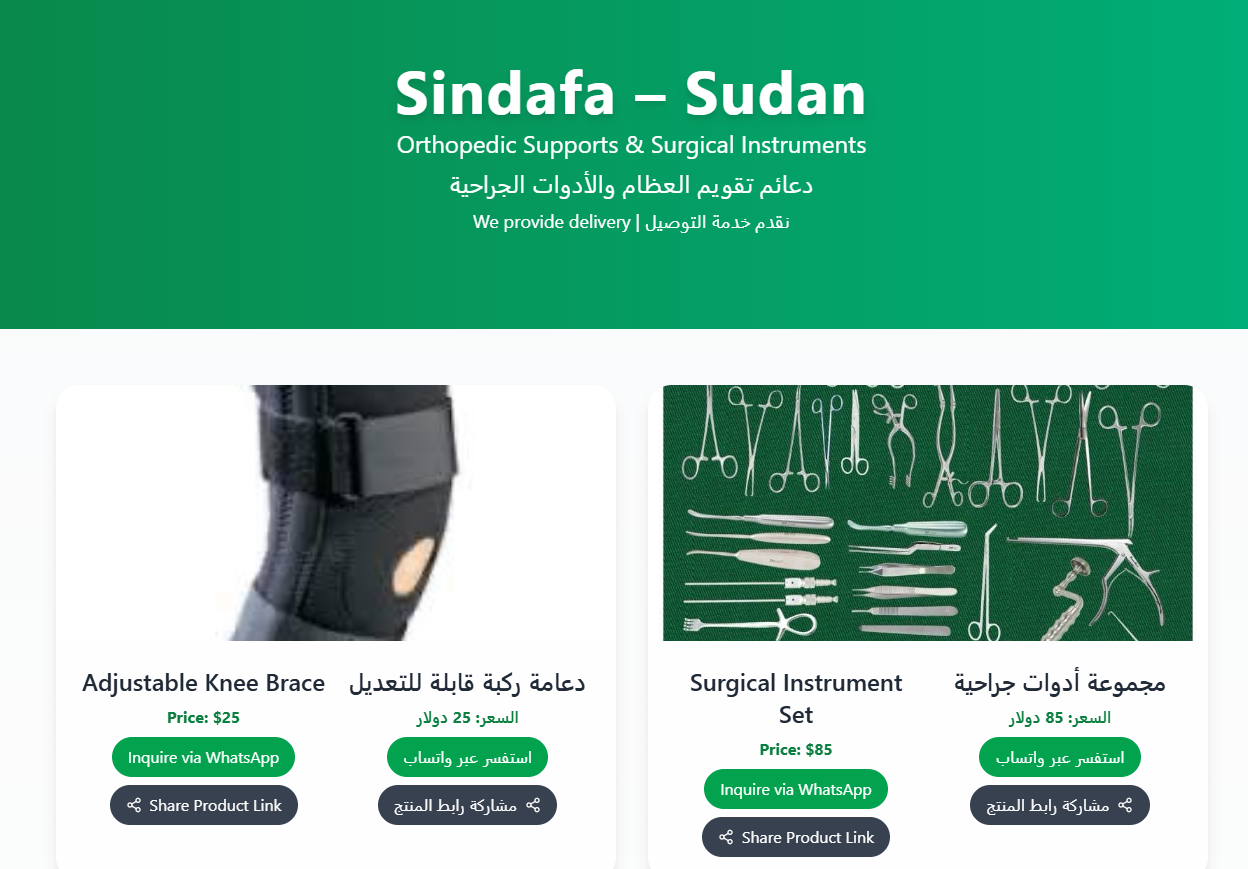 Sindafa – Sudan
Orthopedic Supports & Surgical Instruments
دعائم تقويم العظام والأدوات الجراحية
We provide delivery | نقدم خدمة التوصيل
Adjustable Knee Brace
Price: $25
Inquire via WhatsApp
Share Product Link
دعامة ركبة قابلة للتعديل
السعر: 25 دولار
استفسر عبر واتساب
مشاركة رابط المنتج
Surgical Instrument
Set
Price: $85
Inquire via WhatsApp
Share Product Link
مجموعة أدوات جراحية
السعر: 85 دولار
استفسر عبر واتساب
مشاركة رابط المنتج